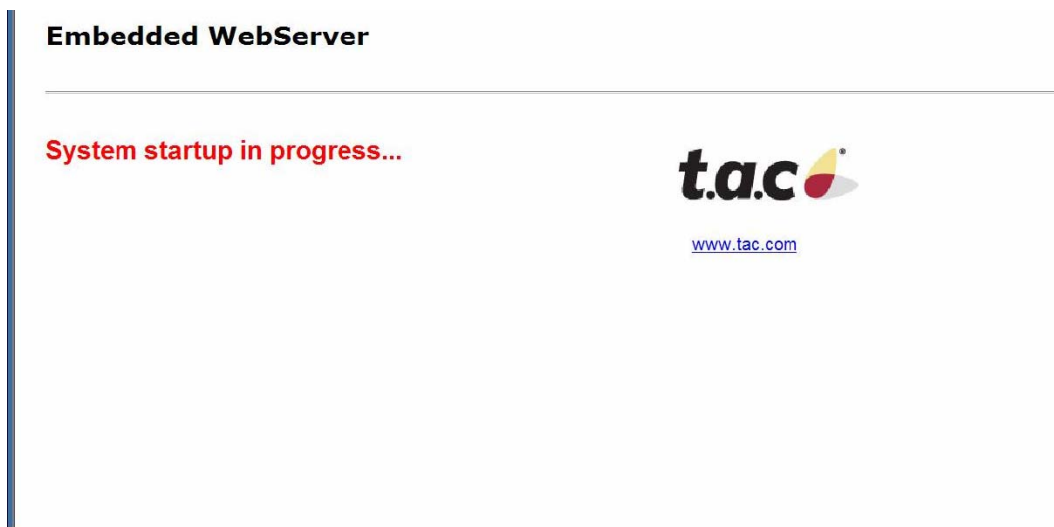 Embedded WebServer
System startup in progress...
t.a.c
®
www.tac.com